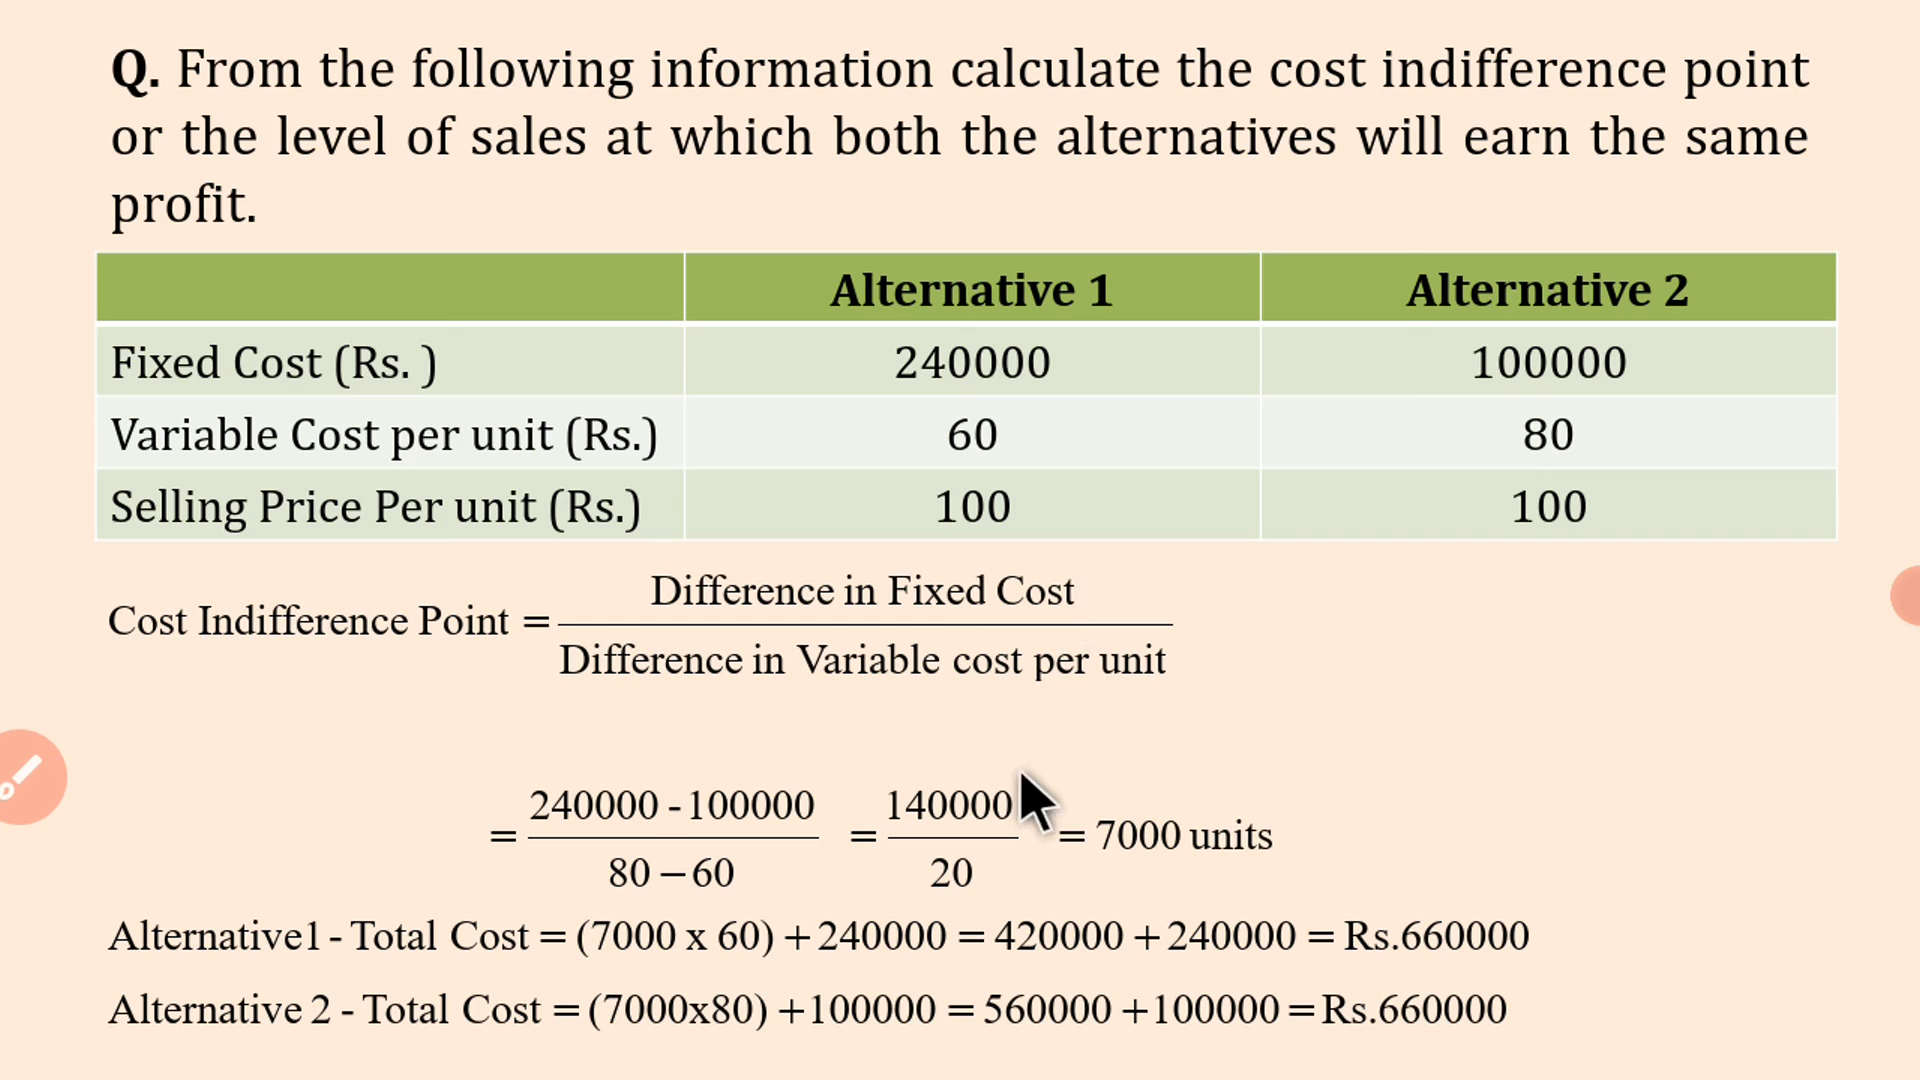 Q. From the following information calculate the cost indifference point
or the level of sales at which both the alternatives will earn the same
profit.
Alternative 1 Alternative 2
Fixed Cost (Rs. ) 240000 100000
Variable Cost per unit (Rs.) 60 80
Selling Price Per unit (Rs.) 100 100
Difference in Fixed Cost
Cost Indifference Point =
Difference in Variable cost per unit
240000 - 100000 140000
= = = 7000 units
80 – 60 20
Alternative1 - Total Cost = (7000 x 60) + 240000 = 420000 + 240000 = Rs.660000
Alternative 2 - Total Cost = (7000x80) +100000 = 560000 +100000 = Rs.660000